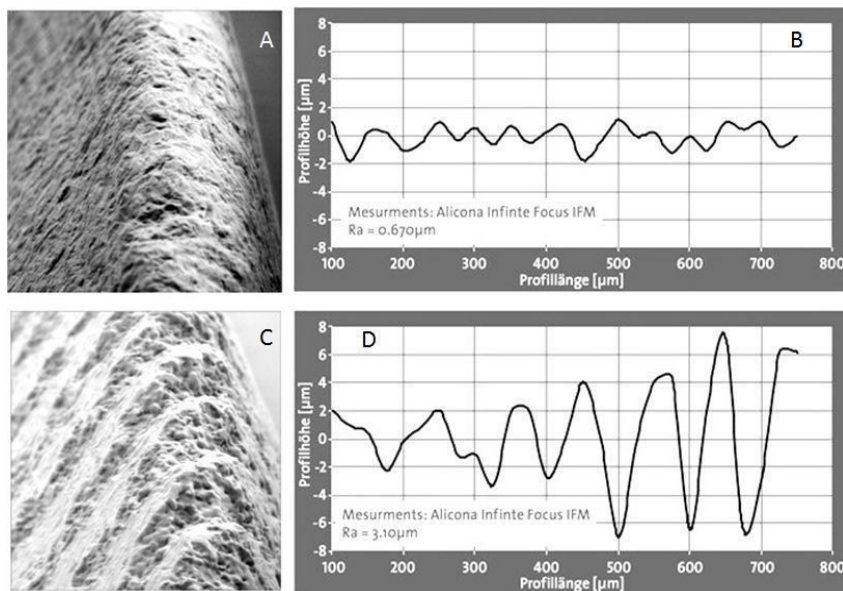 A
B
Profilhöhe [µm]
8
6
4
2
0
-2
-4
-6
-8
Mesurments: Alicona Infinte Focus IFM
Ra = 0.670µm
100 200 300 400 500 600 700 800
Profillänge [µm]
C
D
Profilhöhe [µm]
8
6
4
2
0
-2
-4
-6
-8
Mesurments: Alicona Infinte Focus IFM
Ra = 3.10µm
100 200 300 400 500 600 700 800
Profillänge [µm]